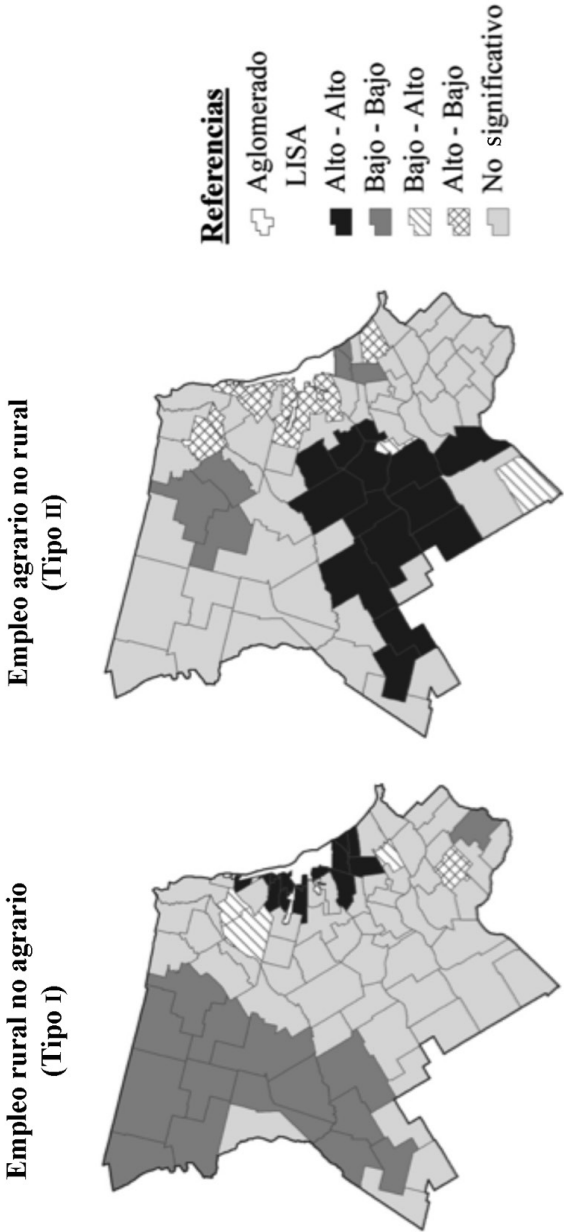 Empleo rural no agrario
(Tipo I)
Empleo agrario no rural
(Tipo II)
Referencias
Aglomerado
LISA
Alto - Alto
Bajo - Bajo
Bajo - Alto
Alto - Bajo
No significativo